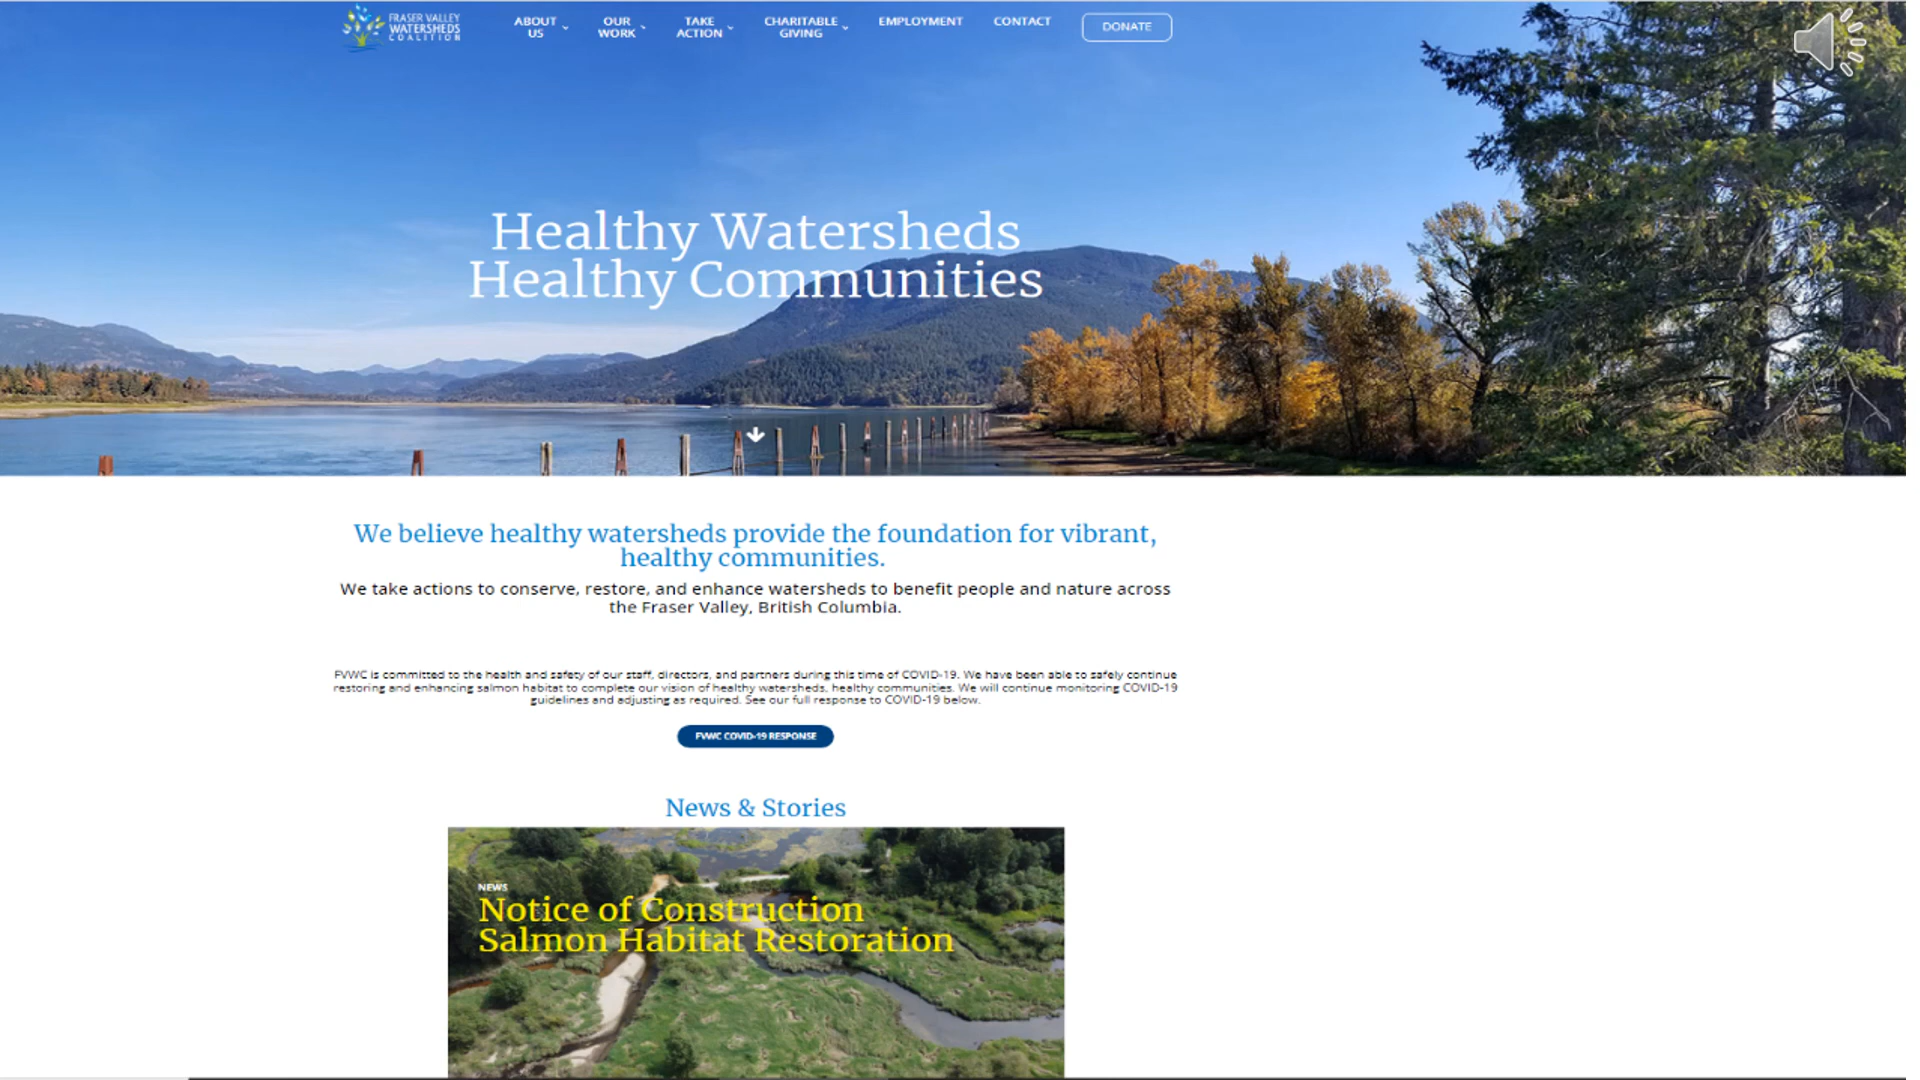 FRASER VALLEY
WATERSHEDS
COALITION
ABOUT
US
OUR
WORK
TAKE
ACTION
CHARITABLE
GIVING
EMPLOYMENT
CONTACT
DONATE
Healthy Watersheds
Healthy Communities
We believe healthy watersheds provide the foundation for vibrant,
healthy communities.
We take actions to conserve, restore, and enhance watersheds to benefit people and nature across
the Fraser Valley, British Columbia.
FVWC is committed to the health and safety of our staff, directors, and partners during this time of COVID-19. We have been able to safely continue
restoring and enhancing salmon habitat to complete our vision of healthy watersheds, healthy communities. We will continue monitoring COVID-19
guidelines and adjusting as required. See our full response to COVID-19 below.
FVWC COVID-19 RESPONSE
News & Stories
NEWS
Notice of Construction
Salmon Habitat Restoration